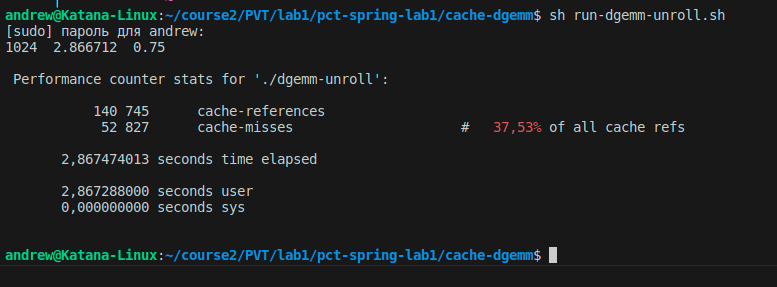 andrew@Katana-Linux:~/course2/PVT/lab1/pct-spring-lab1/cache-dgemm$ sh run-dgemm-unroll.sh
[sudo] пароль для andrew:
1024  2.866712  0.75
Performance counter stats for './dgemm-unroll':
140 745      cache-references
52 827      cache-misses                     #   37,53% of all cache refs
2,867474013 seconds time elapsed
2,867288000 seconds user
0,000000000 seconds sys
andrew@Katana-Linux:~/course2/PVT/lab1/pct-spring-lab1/cache-dgemm$